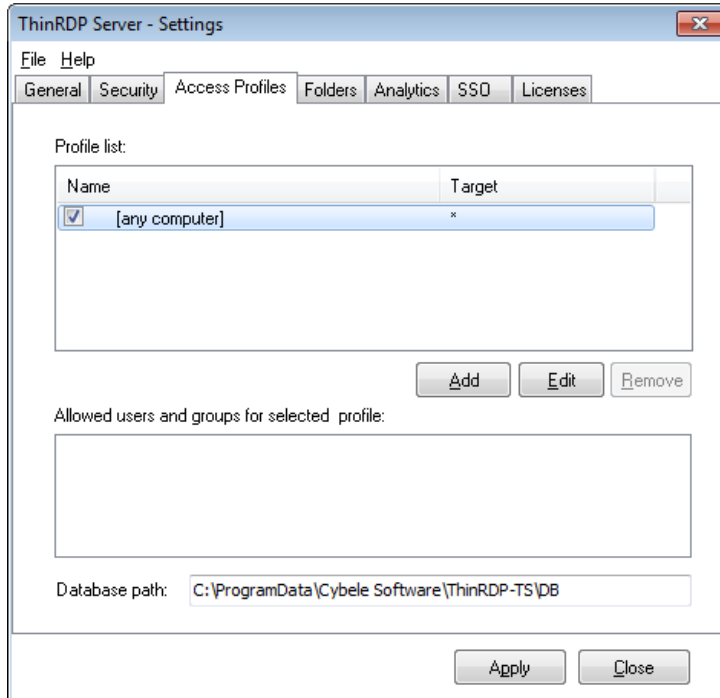 ThinRDP Server - Settings
File Help
General Security Access Profiles Folders Analytics SSO Licenses
Profile list:
Name Target
[any computer] *
Add Edit Remove
Allowed users and groups for selected profile:
Database path: C:\ProgramData\Cybele Software\ThinRDP-TS\DB
Apply Close